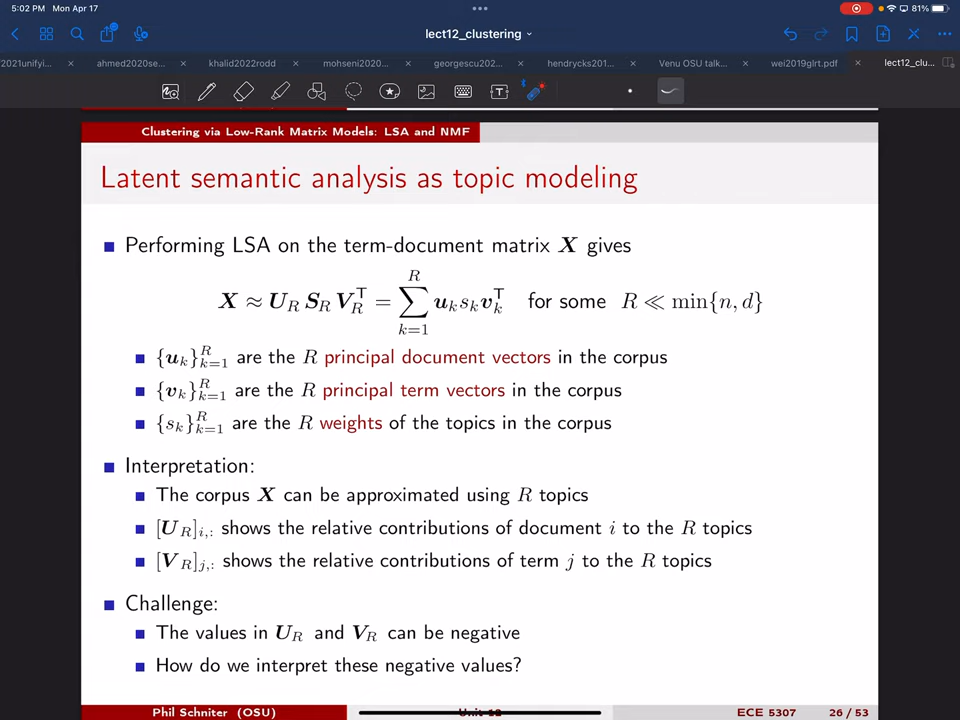 5:02 PM Mon Apr 17
81%
lect12_clustering
2021unifyi...
ahmed2020se...
khalid2022rodd
mohseni2020...
georgescu202...
hendrycks201...
Venu OSU talk...
wei2019glrt.pdf
lect12_clu...
Clustering via Low-Rank Matrix Models: LSA and NMF
Latent semantic analysis as topic modeling
Performing LSA on the term-document matrix X gives
X ≈ U_R S_R V_R^T = ∑_{k=1}^{R} u_k s_k v_k^T for some R ≪ min{n, d}
{u_k}_{k=1}^R are the R principal document vectors in the corpus
{v_k}_{k=1}^R are the R principal term vectors in the corpus
{s_k}_{k=1}^R are the R weights of the topics in the corpus
Interpretation:
The corpus X can be approximated using R topics
[U_R]_{i,:} shows the relative contributions of document i to the R topics
[V_R]_{j,:} shows the relative contributions of term j to the R topics
Challenge:
The values in U_R and V_R can be negative
How do we interpret these negative values?
Phil Schniter (OSU)
Unit 12
ECE 5307
26 / 53